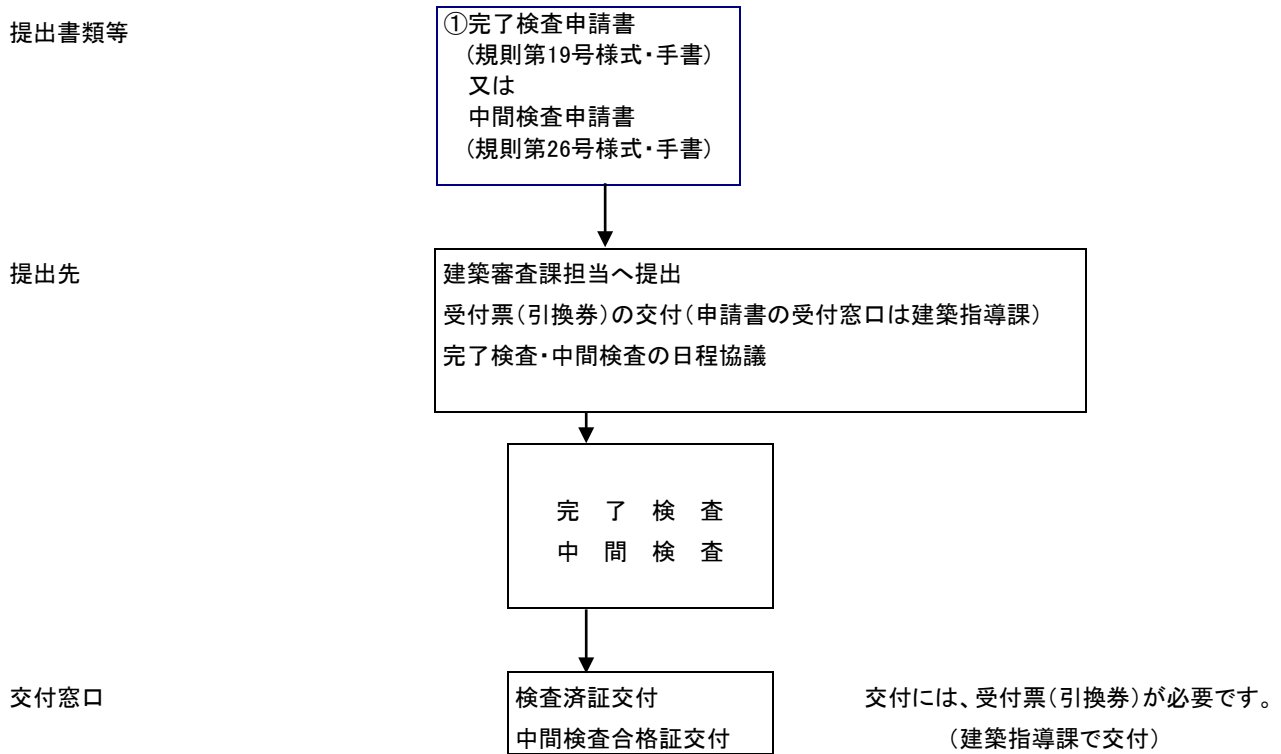 提出書類等
①完了検査申請書
(規則第19号様式・手書)
又は
中間検査申請書
(規則第26号様式・手書)
提出先
建築審査課担当へ提出
受付票(引換券)の交付(申請書の受付窓口は建築指導課)
完了検査・中間検査の日程協議
完 了 検 査
中 間 検 査
交付窓口
検査済証交付
中間検査合格証交付
交付には、受付票(引換券)が必要です。
(建築指導課で交付)